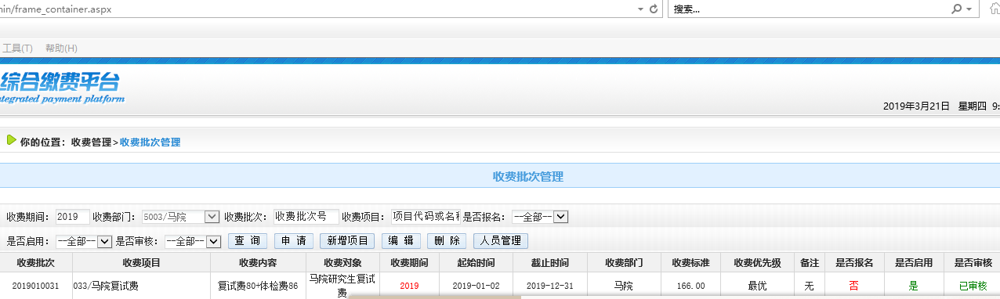 nin/frame_container.aspx
搜索...
工具(T) 帮助(H)
综合缴费平台
ntegrated payment platform
2019年3月21日 星期四 9:
你的位置：收费管理>收费批次管理
收费批次管理
收费期间： 2019 收费部门： 5003/马院 收费批次： 收费批次号 收费项目： 项目代码或名称 是否报名： --全部--
是否启用： --全部-- 是否审核： --全部-- 查 询 申 请 新增项目 编 辑 删 除 人员管理
收费批次 收费项目 收费内容 收费对象 收费期间 起始时间 截止时间 收费部门 收费标准 收费优先级 备注 是否报名 是否启用 是否审核
2019010031 033/马院复试费 复试费80+体检费86 马院研究生复试费 2019 2019-01-02 2019-12-31 马院 166.00 最优 无 否 是 已审核